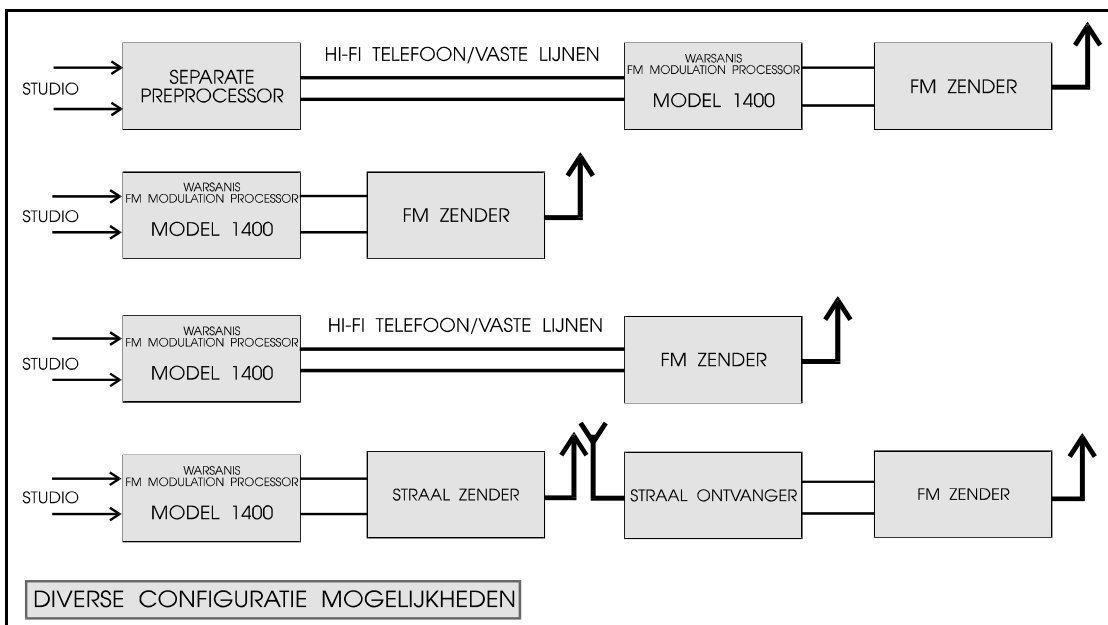 HI-FI TELEFOON/VASTE LIJNEN
STUDIO
SEPARATE
PREPROCESSOR
WARSANIS
FM MODULATION PROCESSOR
MODEL 1400
FM ZENDER
STUDIO
WARSANIS
FM MODULATION PROCESSOR
MODEL 1400
FM ZENDER
HI-FI TELEFOON/VASTE LIJNEN
STUDIO
WARSANIS
FM MODULATION PROCESSOR
MODEL 1400
FM ZENDER
STUDIO
WARSANIS
FM MODULATION PROCESSOR
MODEL 1400
STRAAL ZENDER
STRAAL ONTVANGER
FM ZENDER
DIVERSE CONFIGURATIE MOGELIJKHEDEN